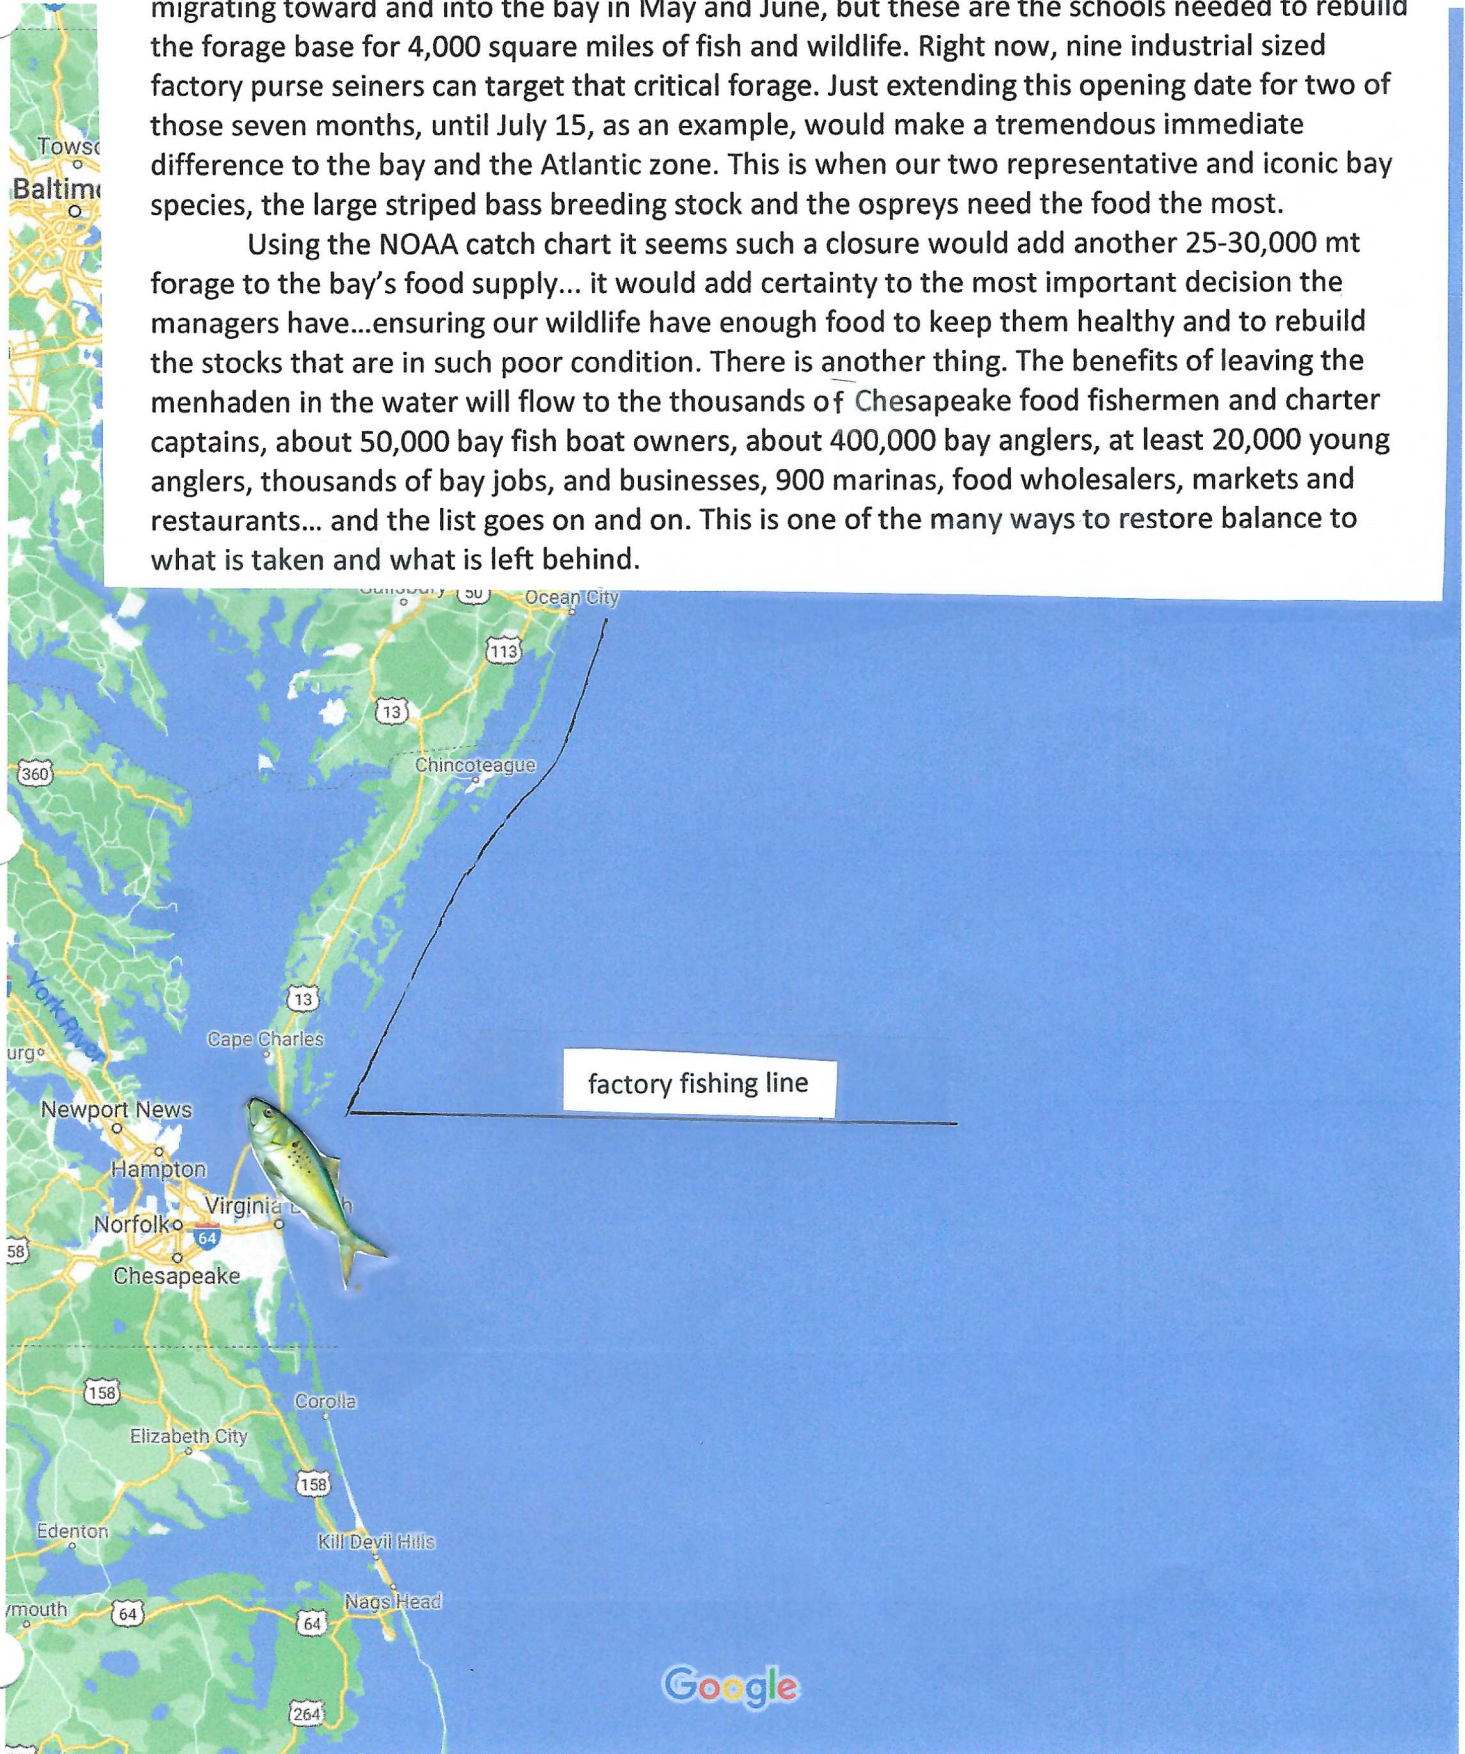 migrating toward and into the bay in May and June, but these are the schools needed to rebuild
the forage base for 4,000 square miles of fish and wildlife. Right now, nine industrial sized
factory purse seiners can target that critical forage. Just extending this opening date for two of
those seven months, until July 15, as an example, would make a tremendous immediate
difference to the bay and the Atlantic zone. This is when our two representative and iconic bay
species, the large striped bass breeding stock and the ospreys need the food the most.
Using the NOAA catch chart it seems such a closure would add another 25-30,000 mt
forage to the bay's food supply... it would add certainty to the most important decision the
managers have...ensuring our wildlife have enough food to keep them healthy and to rebuild
the stocks that are in such poor condition. There is another thing. The benefits of leaving the
menhaden in the water will flow to the thousands of Chesapeake food fishermen and charter
captains, about 50,000 bay fish boat owners, about 400,000 bay anglers, at least 20,000 young
anglers, thousands of bay jobs, and businesses, 900 marinas, food wholesalers, markets and
restaurants... and the list goes on and on. This is one of the many ways to restore balance to
what is taken and what is left behind.
Towso
Baltimo
Salisbury
50
Ocean City
113
13
Chincoteague
360
York River
13
Cape Charles
urg
factory fishing line
Newport News
Hampton
Virginia
h
Norfolk
64
58
Chesapeake
158
Corolla
Elizabeth City
158
Edenton
Kill Devil Hills
ymouth
64
64
Nags Head
Google
264